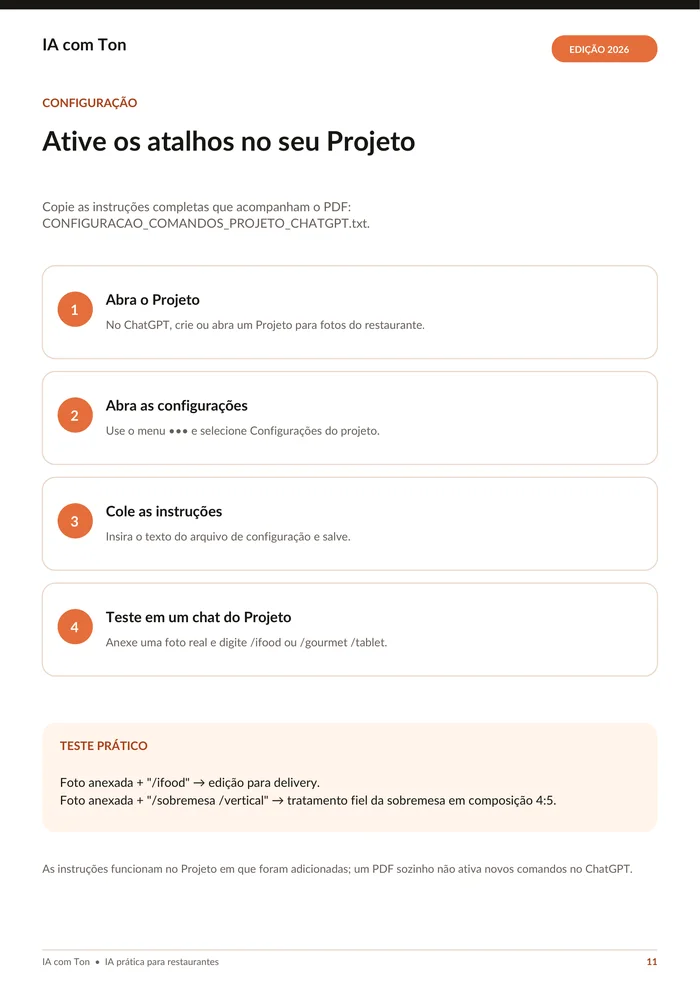 IA com Ton
EDIÇÃO 2026
CONFIGURAÇÃO
Ative os atalhos no seu Projeto
Copie as instruções completas que acompanham o PDF:
CONFIGURACAO_COMANDOS_PROJETO_CHATGPT.txt.
1
Abra o Projeto
No ChatGPT, crie ou abra um Projeto para fotos do restaurante.
2
Abra as configurações
Use o menu ••• e selecione Configurações do projeto.
3
Cole as instruções
Insira o texto do arquivo de configuração e salve.
4
Teste em um chat do Projeto
Anexe uma foto real e digite /ifood ou /gourmet /tablet.
TESTE PRÁTICO
Foto anexada + "/ifood" → edição para delivery.
Foto anexada + "/sobremesa /vertical" → tratamento fiel da sobremesa em composição 4:5.
As instruções funcionam no Projeto em que foram adicionadas; um PDF sozinho não ativa novos comandos no ChatGPT.
IA com Ton • IA prática para restaurantes
11